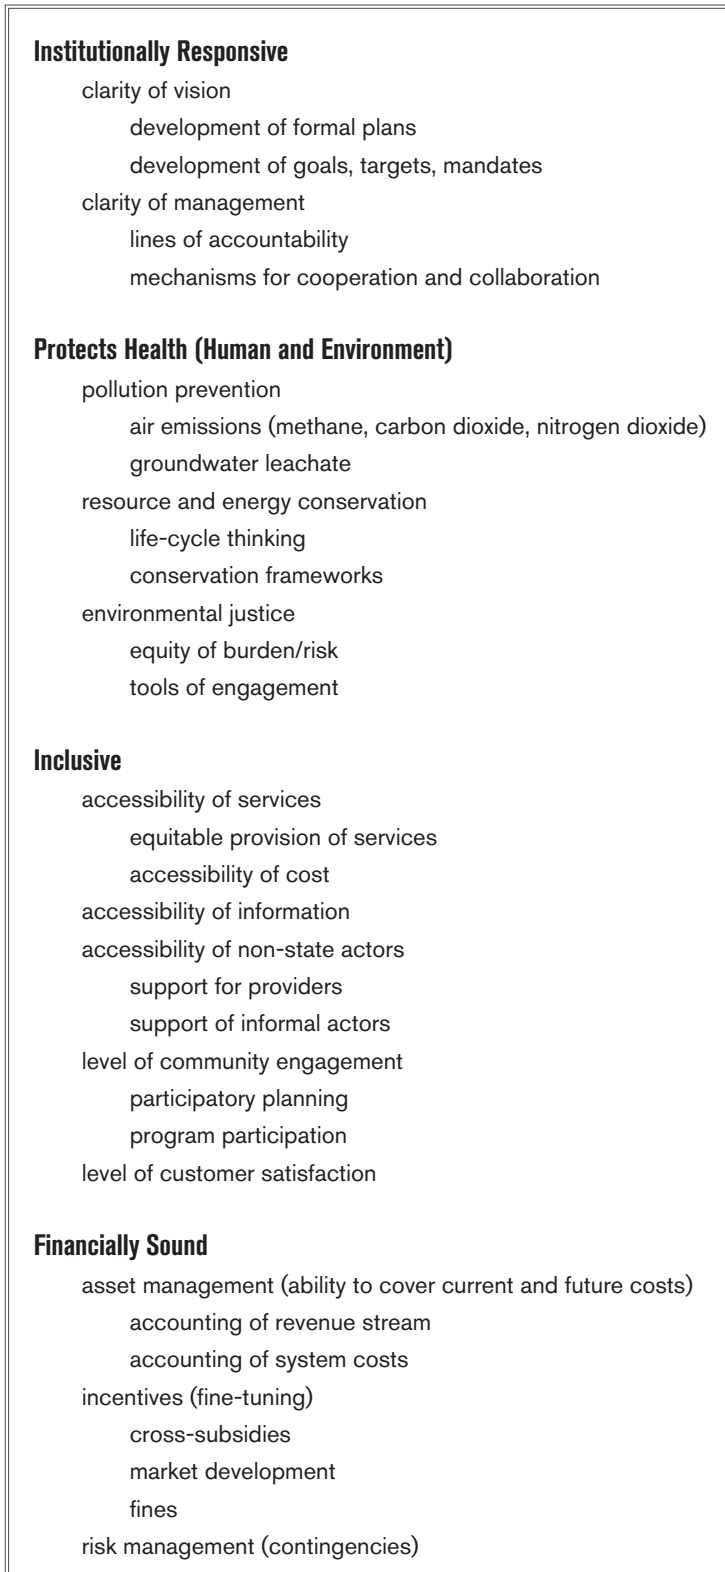 Institutionally Responsive
clarity of vision
development of formal plans
development of goals, targets, mandates
clarity of management
lines of accountability
mechanisms for cooperation and collaboration
Protects Health (Human and Environment)
pollution prevention
air emissions (methane, carbon dioxide, nitrogen dioxide)
groundwater leachate
resource and energy conservation
life-cycle thinking
conservation frameworks
environmental justice
equity of burden/risk
tools of engagement
Inclusive
accessibility of services
equitable provision of services
accessibility of cost
accessibility of information
accessibility of non-state actors
support for providers
support of informal actors
level of community engagement
participatory planning
program participation
level of customer satisfaction
Financially Sound
asset management (ability to cover current and future costs)
accounting of revenue stream
accounting of system costs
incentives (fine-tuning)
cross-subsidies
market development
fines
risk management (contingencies)